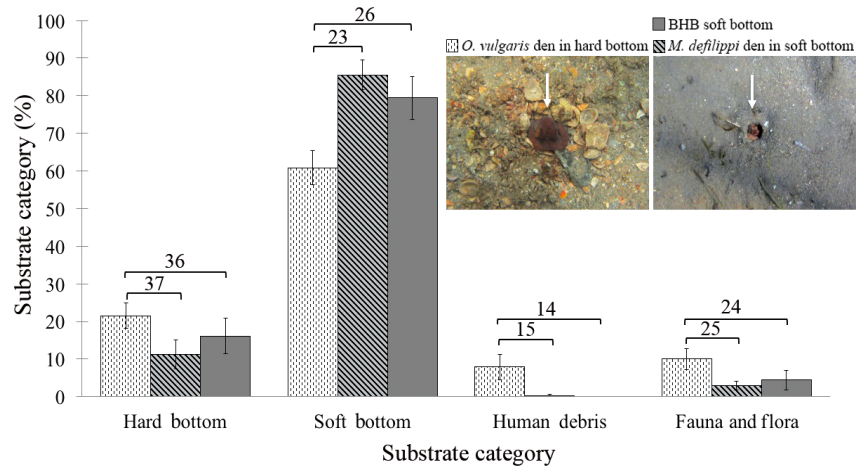 100
90
80
70
60
50
40
30
20
10
0
Substrate category (%)
36
37
26
23
14
15
24
25
BHB soft bottom
O. vulgaris den in hard bottom
M. defilippi den in soft bottom
Hard bottom
Soft bottom
Human debris
Fauna and flora
Substrate category